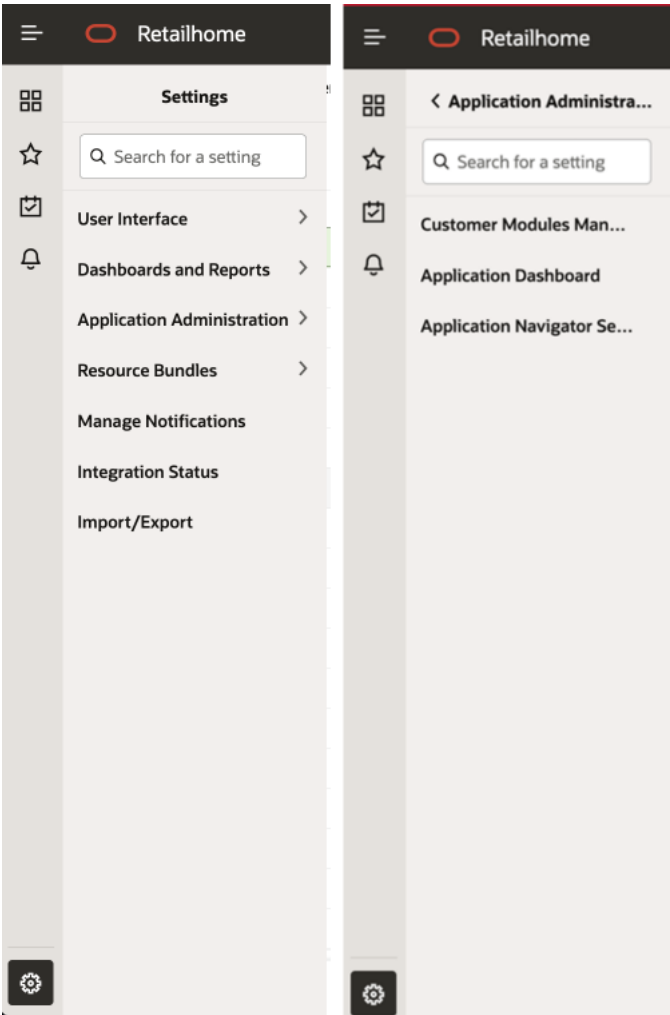 Retailhome
Settings
Search for a setting
User Interface
Dashboards and Reports
Application Administration
Resource Bundles
Manage Notifications
Integration Status
Import/Export
Retailhome
Application Administra...
Search for a setting
Customer Modules Man...
Application Dashboard
Application Navigator Se...